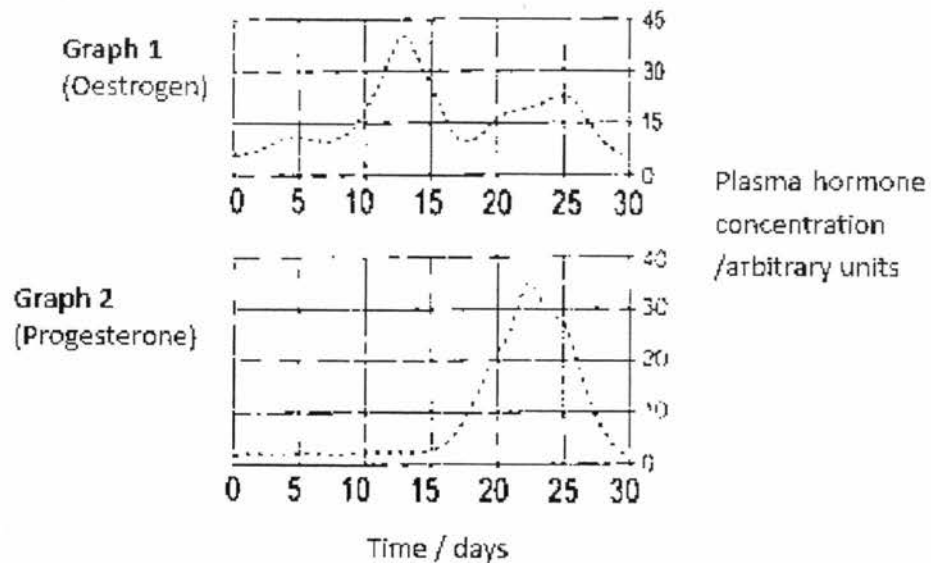 Graph 1
(Oestrogen)
45
30
15
0
0 5 10 15 20 25 30
Plasma hormone
concentration
/arbitrary units
Graph 2
(Progesterone)
40
30
20
10
0
0 5 10 15 20 25 30
Time / days